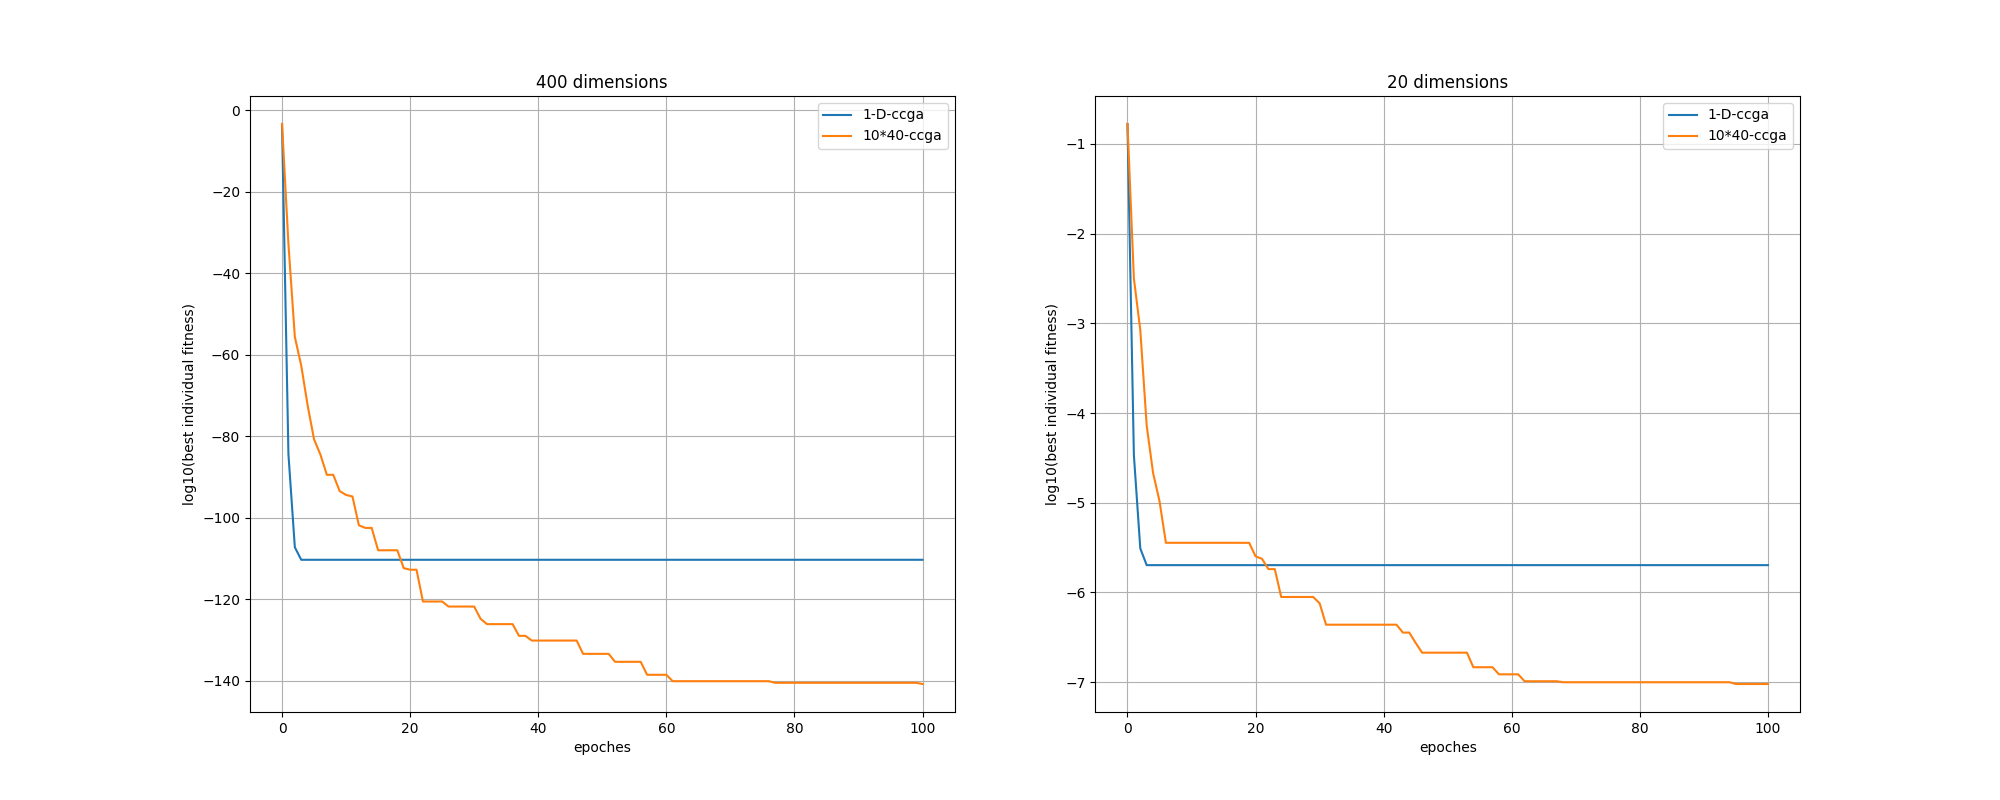 400 dimensions
1-D-ccga
10*40-ccga
0
−20
−40
−60
−80
−100
−120
−140
log10(best individual fitness)
0 20 40 60 80 100
epoches
20 dimensions
1-D-ccga
10*40-ccga
−1
−2
−3
−4
−5
−6
−7
log10(best individual fitness)
0 20 40 60 80 100
epoches